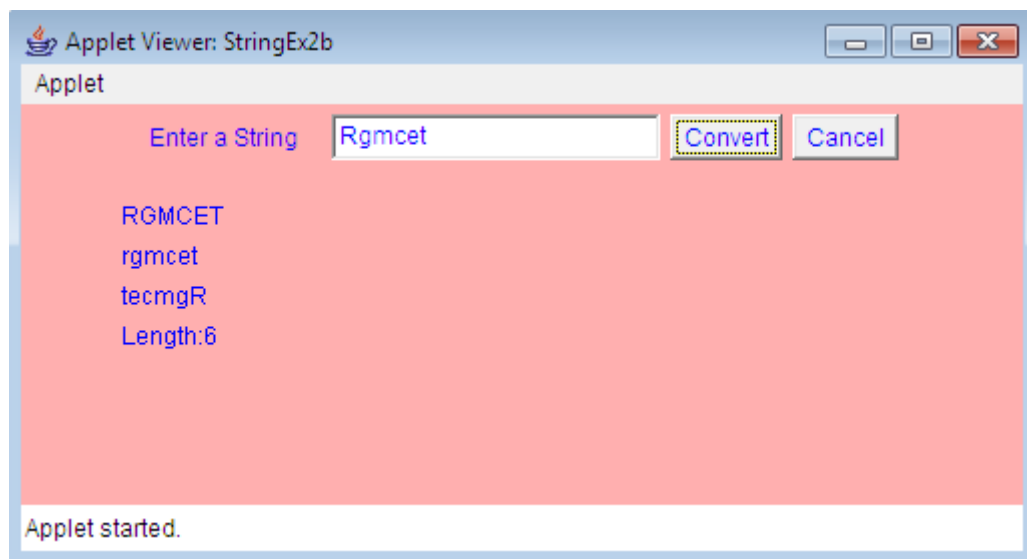 Applet Viewer: StringEx2b
Applet
Enter a String Rgmcet Convert Cancel
RGMCET
rgmcet
tecmgR
Length:6
Applet started.